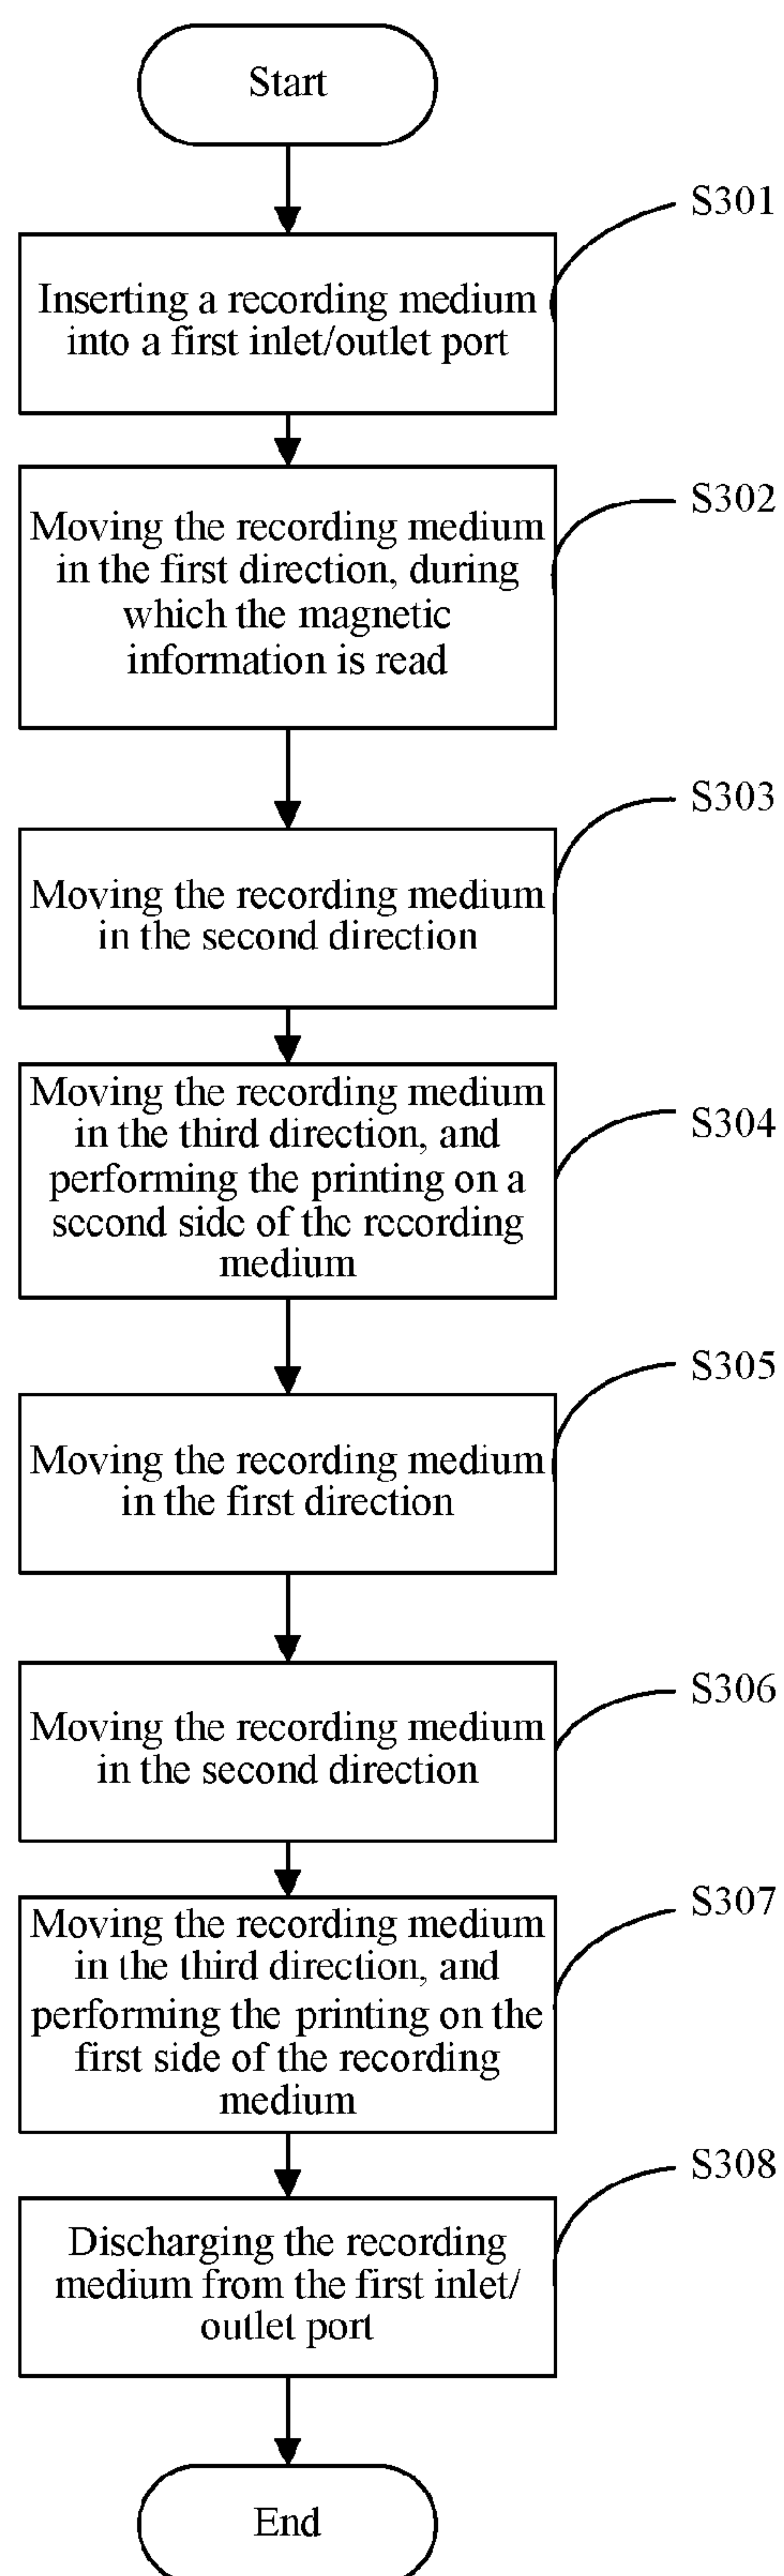 Start
S301
Inserting a recording medium
into a first inlet/outlet port
S302
Moving the recording medium
in the first direction, during
which the magnetic
information is read
S303
Moving the recording medium
in the second direction
Moving the recording medium
in the third direction, and
performing the printing on a
second side of the recording
medium
S304
S305
Moving the recording medium
in the first direction
S306
Moving the recording medium
in the second direction
S307
Moving the recording medium
in the third direction, and
performing the printing on the
first side of the recording
medium
S308
Discharging the recording
medium from the first inlet/
outlet port
End